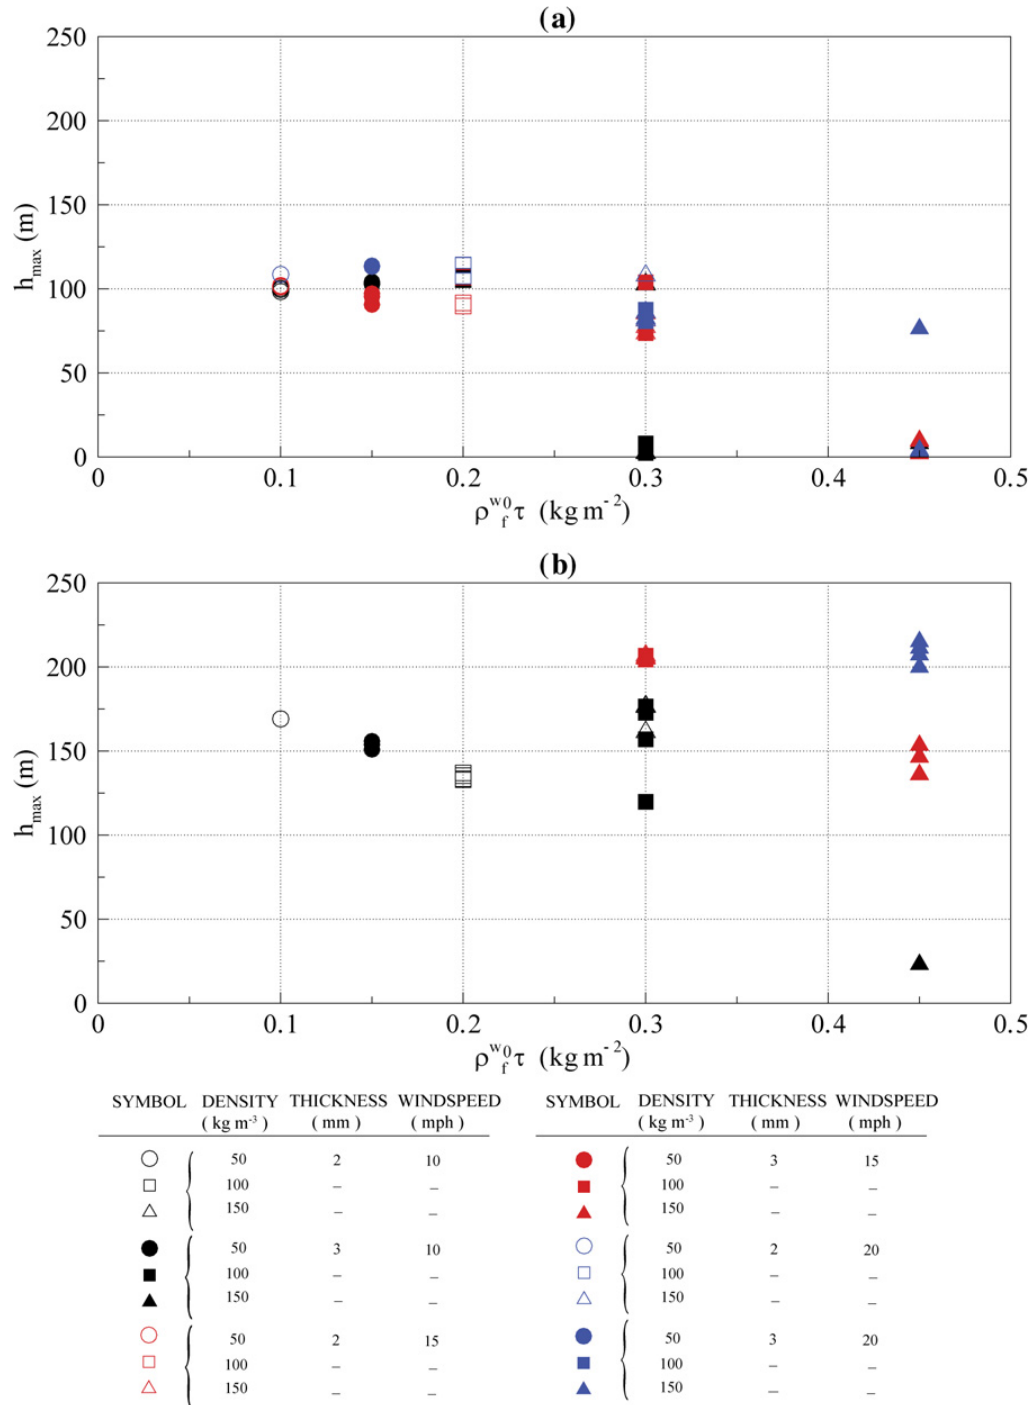 (a)
250
200
150
100
50
0
h_max (m)
0 0.1 0.2 0.3 0.4 0.5
ρ_f^w0 τ (kg m^-2)
(b)
250
200
150
100
50
0
h_max (m)
0 0.1 0.2 0.3 0.4 0.5
ρ_f^w0 τ (kg m^-2)
SYMBOL DENSITY THICKNESS WINDSPEED SYMBOL DENSITY THICKNESS WINDSPEED
( kg m^-3 ) ( mm ) ( mph ) ( kg m^-3 ) ( mm ) ( mph )
50 2 10 50 3 15
100 – – 100 – –
150 – – 150 – –
50 3 10 50 2 20
100 – – 100 – –
150 – – 150 – –
50 2 15 50 3 20
100 – – 100 – –
150 – – 150 – –